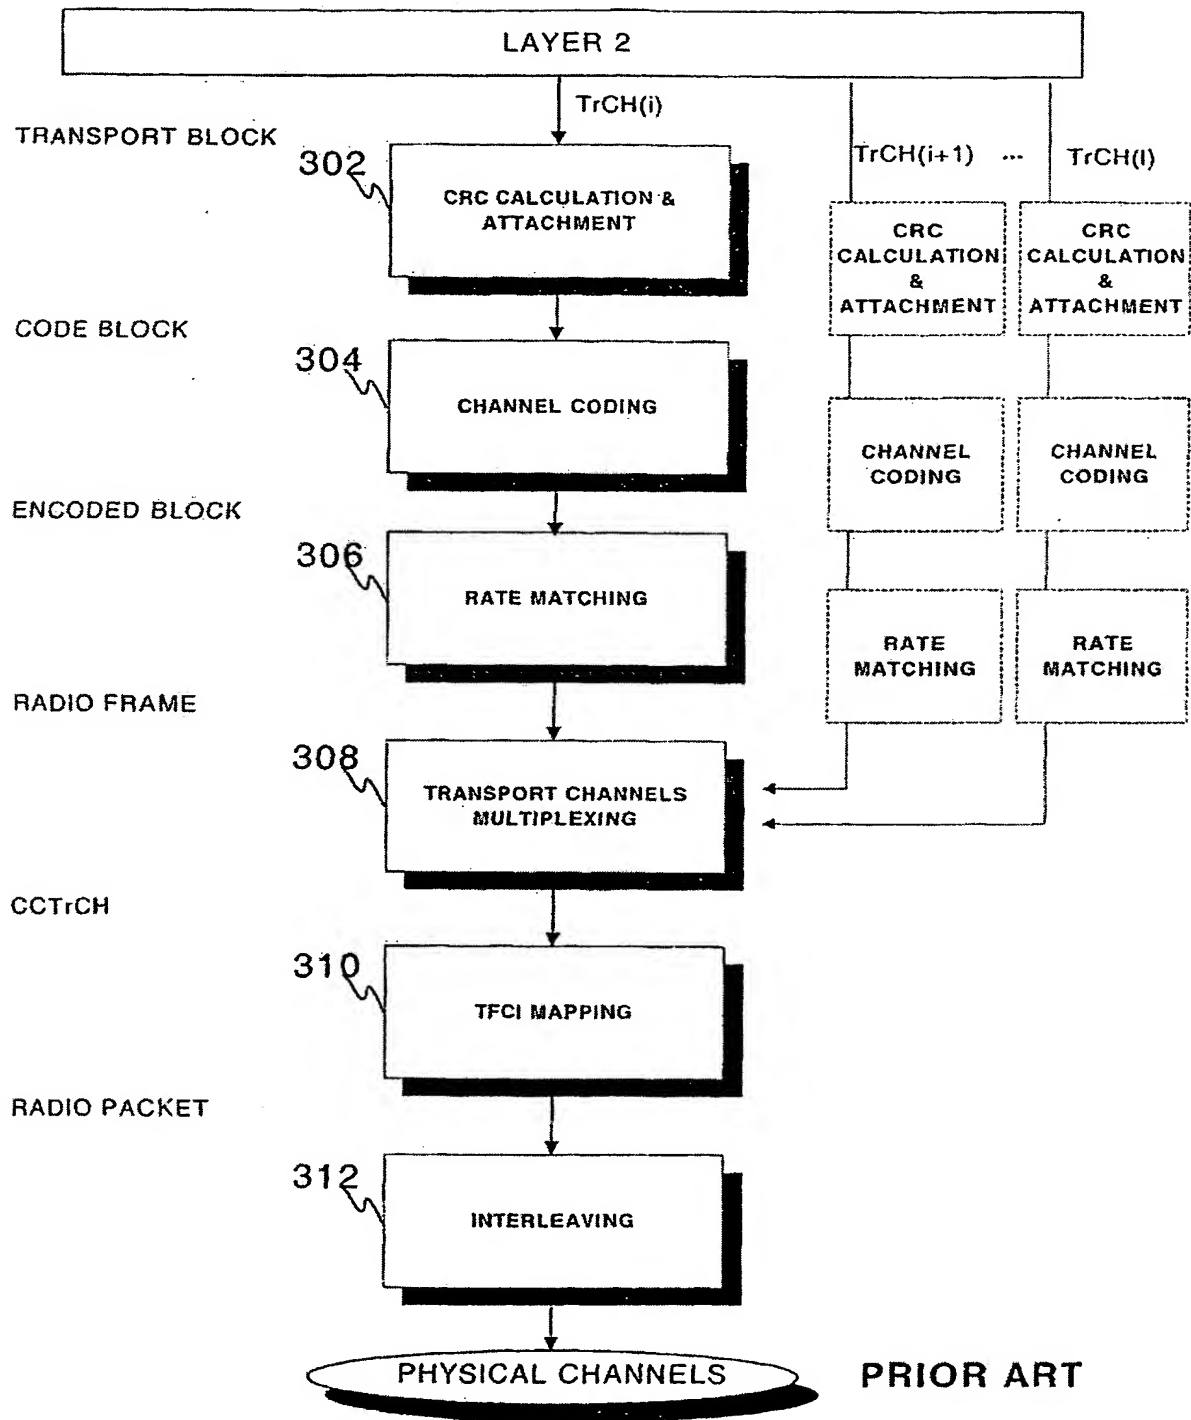 LAYER 2
TrCH(i)
TRANSPORT BLOCK
302
CRC CALCULATION &
ATTACHMENT
TrCH(i+1) ... TrCH(I)
CRC
CALCULATION
&
ATTACHMENT
CRC
CALCULATION
&
ATTACHMENT
CODE BLOCK
304
CHANNEL CODING
CHANNEL
CODING
CHANNEL
CODING
ENCODED BLOCK
306
RATE MATCHING
RATE
MATCHING
RATE
MATCHING
RADIO FRAME
308
TRANSPORT CHANNELS
MULTIPLEXING
CCTrCH
310
TFCI MAPPING
RADIO PACKET
312
INTERLEAVING
PHYSICAL CHANNELS
PRIOR ART